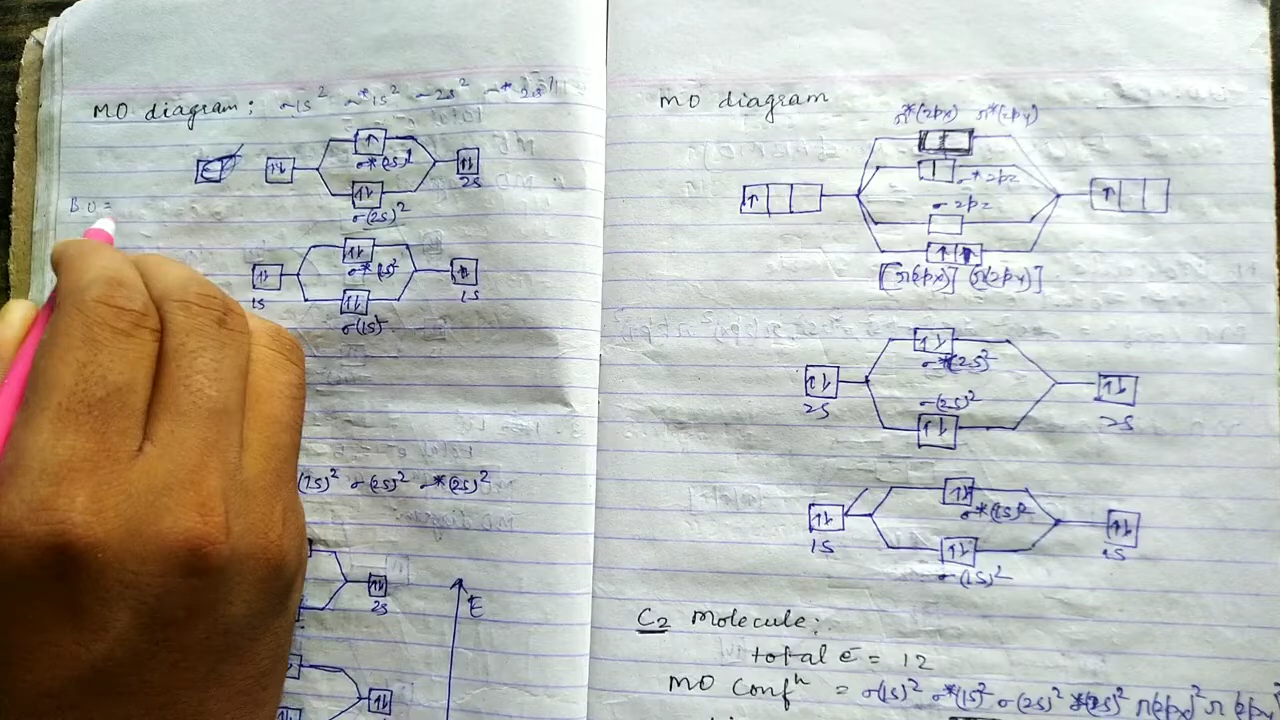 MO diagram: σ1s² σ*1s² σ2s² σ*2s¹
σ*(2s)¹
2s
BO =
σ(2s)²
σ*(1s)²
1s 1s
σ(1s)²
(1s)² σ(2s)² σ*(2s)²
2s
E
MO diagram
π*(2px) π*(2py)
σ*2pz
σ2pz
[π(2px)] (π(2py)]
σ*(2s)²
2s σ(2s)² 2s
σ*(1s)²
1s 1s
σ(1s)²
C2 molecule:
total e⁻ = 12
MO confⁿ = σ(1s)² σ*(1s)² σ(2s)² *(2s)² π(2px)² π(2py